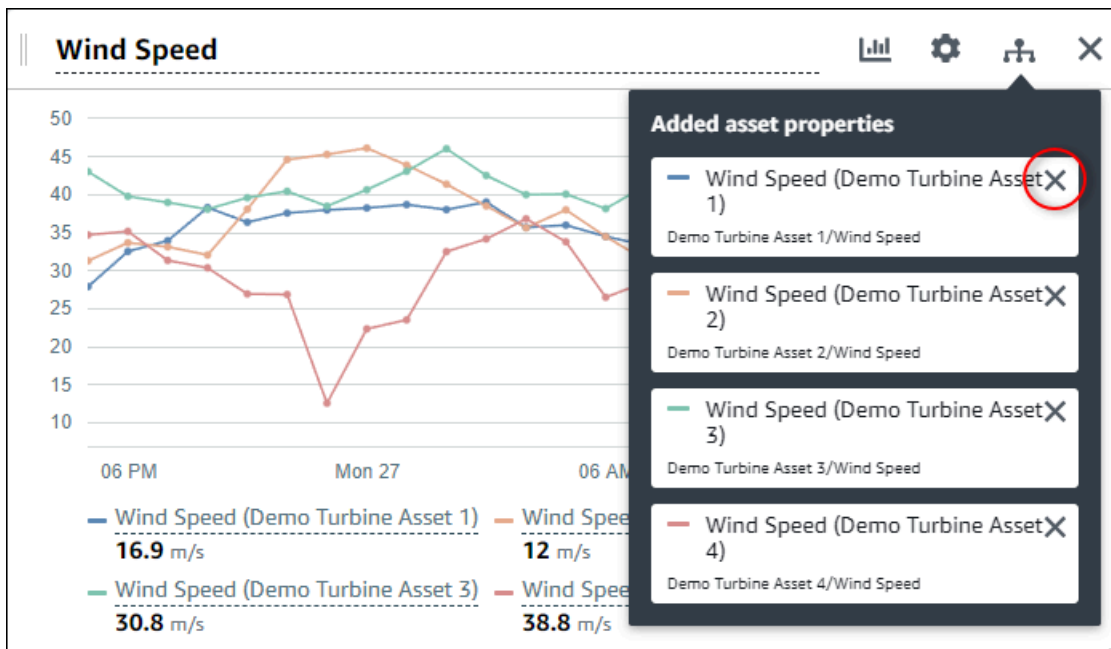 Wind Speed
Added asset properties
Wind Speed (Demo Turbine Asset
1)
Demo Turbine Asset 1/Wind Speed
Wind Speed (Demo Turbine Asset
2)
Demo Turbine Asset 2/Wind Speed
Wind Speed (Demo Turbine Asset
3)
Demo Turbine Asset 3/Wind Speed
Wind Speed (Demo Turbine Asset
4)
Demo Turbine Asset 4/Wind Speed
50
45
40
35
30
25
20
15
10
06 PM Mon 27 06 AM
Wind Speed (Demo Turbine Asset 1) Wind Spee
16.9 m/s 12 m/s
Wind Speed (Demo Turbine Asset 3) Wind Spee
30.8 m/s 38.8 m/s